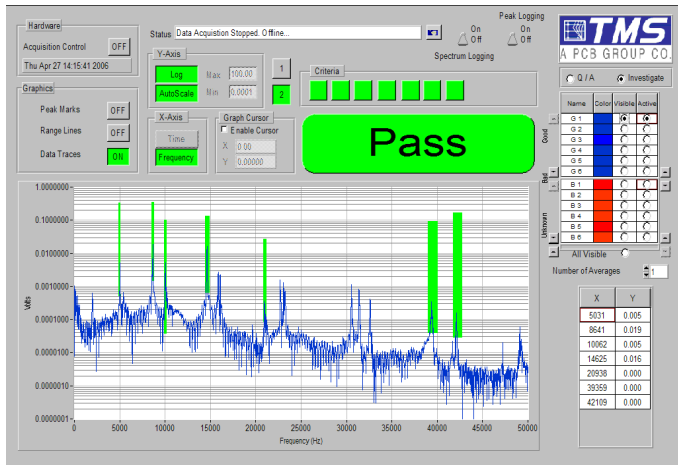 Hardware
Acquisition Control OFF
Thu Apr 27 14:15:41 2006
Status Data Acquistion Stopped. Offline...
Peak Logging
On On
Off Off
Spectrum Logging
TMS
A PCB GROUP CO.
Y-Axis
Log Max 100.00
AutoScale Min 0.0001
1
2
Criteria
Q / A Investigate
Graphics
Peak Marks OFF
Range Lines OFF
Data Traces ON
X-Axis
Time
Frequency
Graph Cursor
Enable Cursor
X 0.00
Y 0.00000
Pass
Name Color Visible Active
Good
G 1
G 2
G 3
G 4
G 5
G 6
Bad
B 1
B 2
B 3
B 4
B 5
B 6
Unknown
All Visible
Number of Averages 1
X Y
5031 0.005
8641 0.019
10062 0.005
14625 0.016
20938 0.000
39359 0.000
42109 0.000
1.0000000
0.1000000
0.0100000
0.0010000
0.0001000
0.0000100
0.0000010
0.0000001
Volts
0 5000 10000 15000 20000 25000 30000 35000 40000 45000 50000
Frequency (Hz)